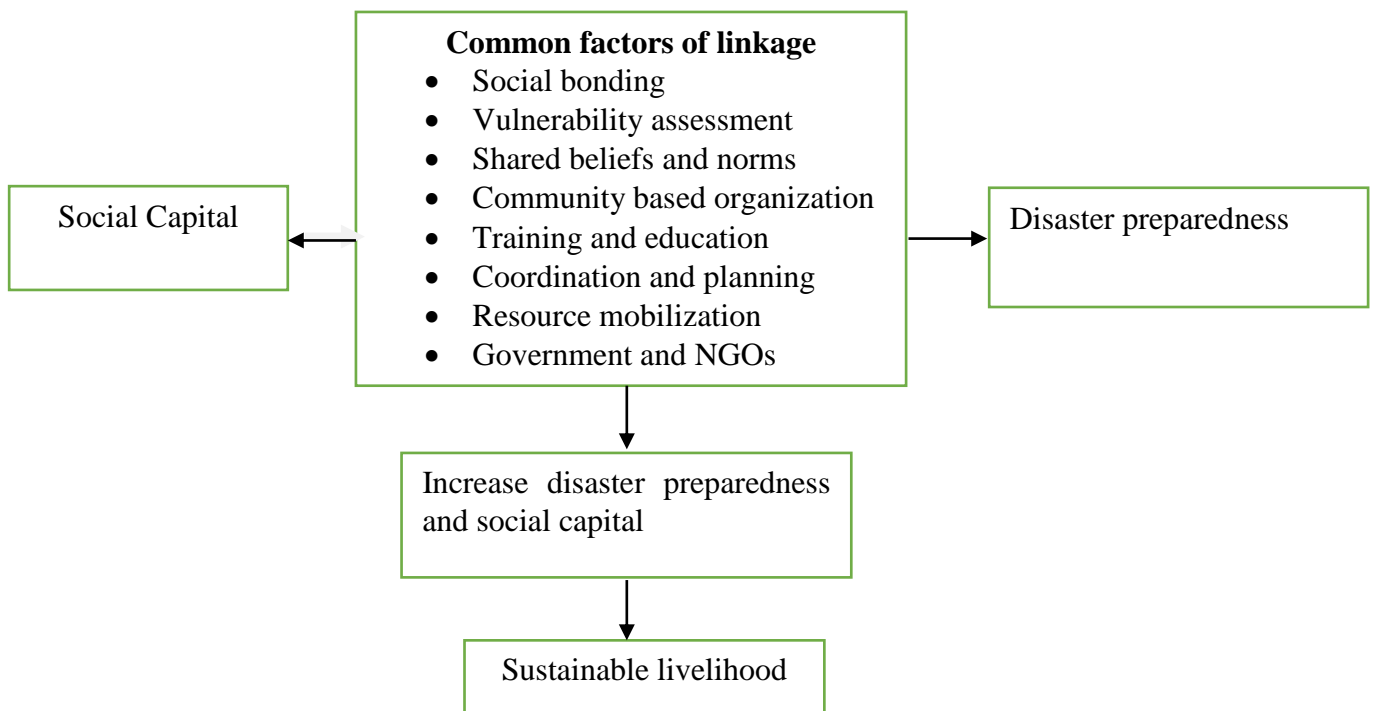 Common factors of linkage
• Social bonding
• Vulnerability assessment
• Shared beliefs and norms
• Community based organization
• Training and education
• Coordination and planning
• Resource mobilization
• Government and NGOs
Social Capital
Disaster preparedness
Increase disaster preparedness
and social capital
Sustainable livelihood